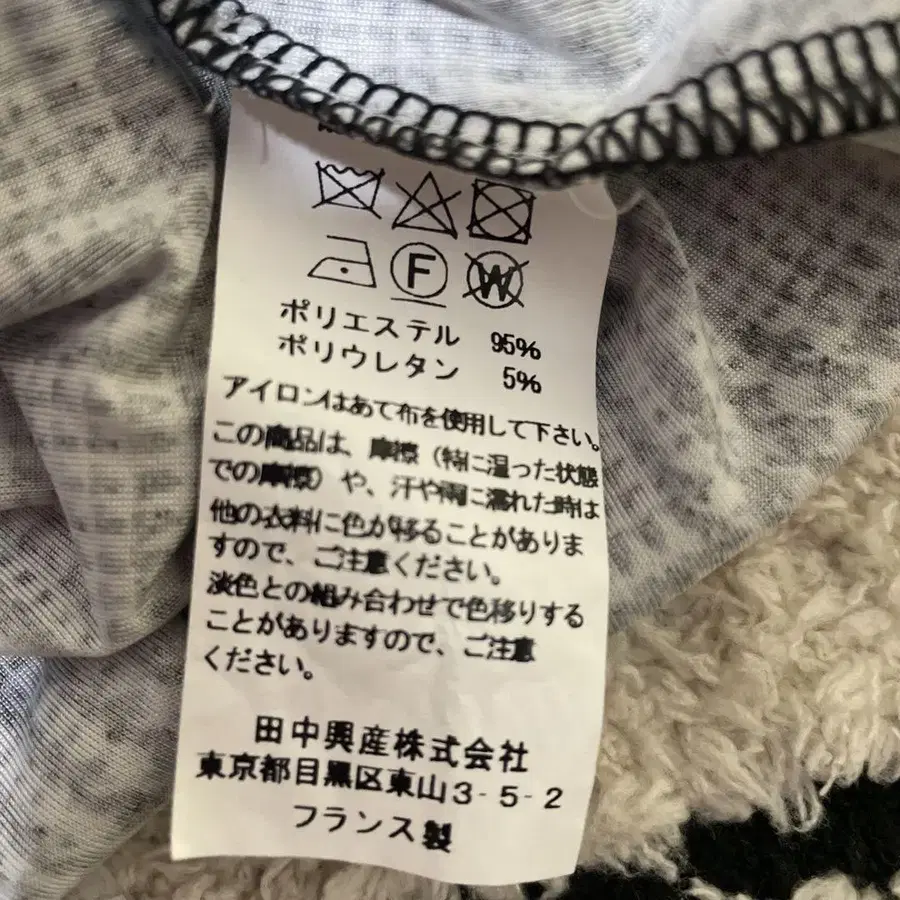 F W
ポリエステル 95%
ポリウレタン 5%
アイロンはあて布を使用して下さい。
この商品は、摩擦（特に湿った状態
での摩擦）や、汗や雨に濡れた時は
他の衣料に色が移ることがありま
すので、ご注意ください。
淡色との組み合わせで色移りする
ことがありますので、ご注意
ください。
田中興産株式会社
東京都目黒区東山3-5-2
フランス製